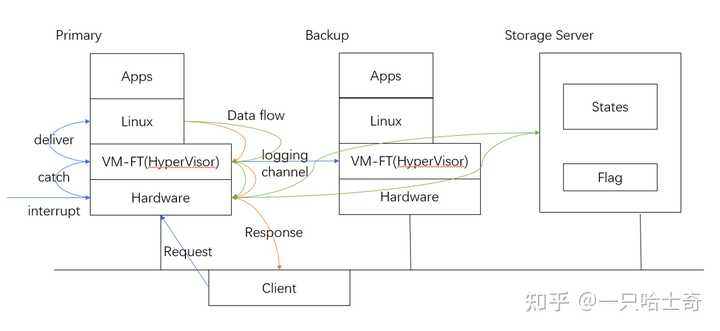 Primary
Backup
Storage Server
Apps
Apps
States
Linux
Data flow
Linux
deliver
VM-FT(HyperVisor)
logging
channel
VM-FT(HyperVisor)
catch
Flag
Hardware
Hardware
interrupt
Response
Request
Client
知乎 @一只哈士奇